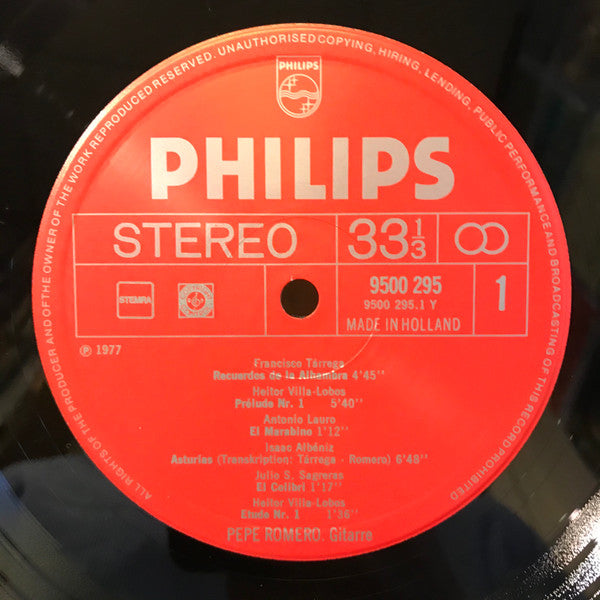 ALL RIGHTS OF THE PRODUCER AND OF THE OWNER OF THE WORK REPRODUCED RESERVED. UNAUTHORISED COPYING, HIRING, LENDING, PUBLIC PERFORMANCE AND BROADCASTING OF THIS RECORD PROHIBITED
PHILIPS
PHILIPS
STEREO 33 1/3
STEMRA
9500 295
9500 295.1 Y
1
MADE IN HOLLAND
℗ 1977
Francisco Tárrega
Recuerdos de la Alhambra 4'45''
Heitor Villa-Lobos
Prélude Nr. 1 5'40''
Antonio Lauro
El Marabino 1'12''
Isaac Albéniz
Asturias (Transkription: Tárrega - Romero) 6'48''
Julio S. Sagreras
El Colibri 1'17''
Heitor Villa-Lobos
Etude Nr. 1 1'36''
PEPE ROMERO, Gitarre